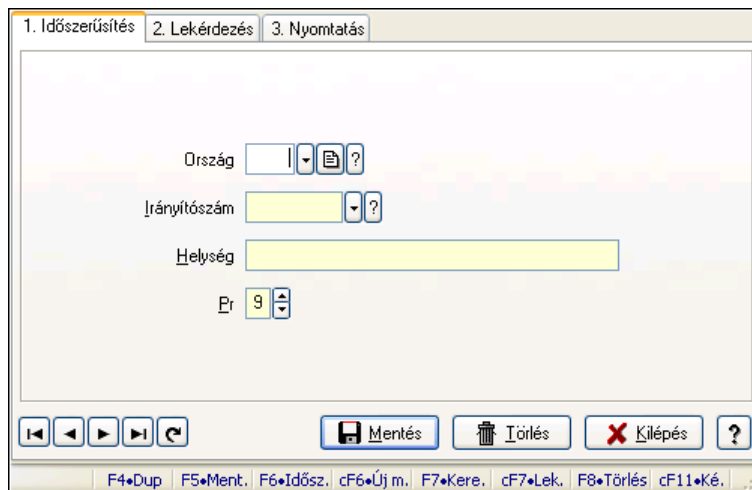 1. Időszerűsítés 2. Lekérdezés 3. Nyomtatás
Ország ?
Irányítószám ?
Helység
Pr 9
Mentés Törlés Kilépés ?
F4•Dup F5•Ment. F6•Idősz. cF6•Új m. F7•Kere. cF7•Lek. F8•Törlés cF11•Ké.